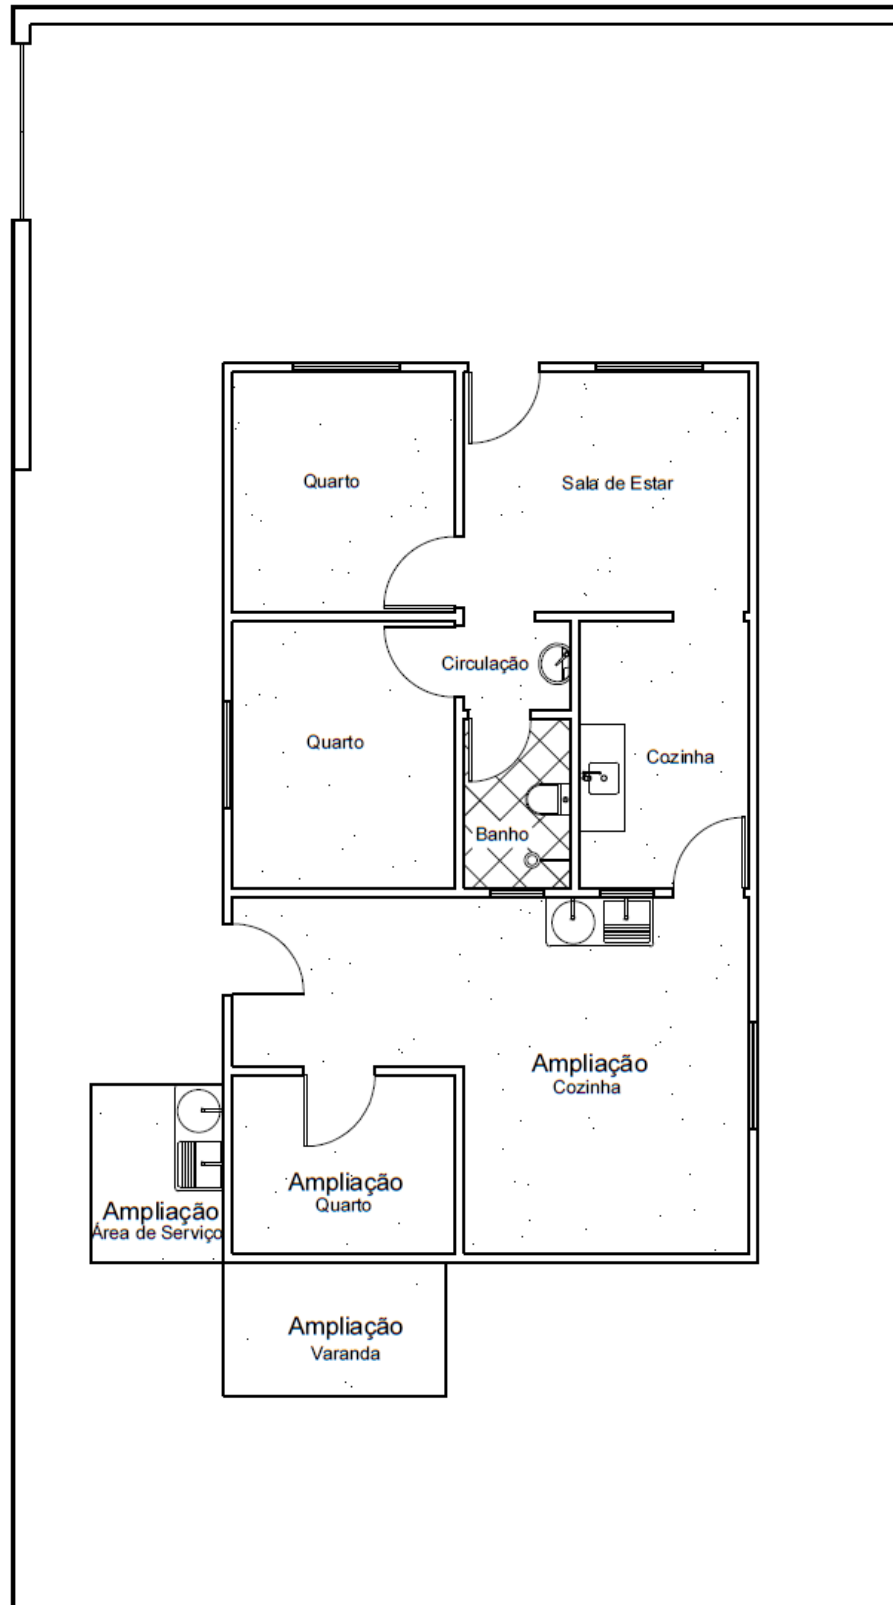 Quarto
Sala de Estar
Circulação
Quarto
Cozinha
Banho
Ampliação
Cozinha
Ampliação
Quarto
Ampliação
Área de Serviço
Ampliação
Varanda